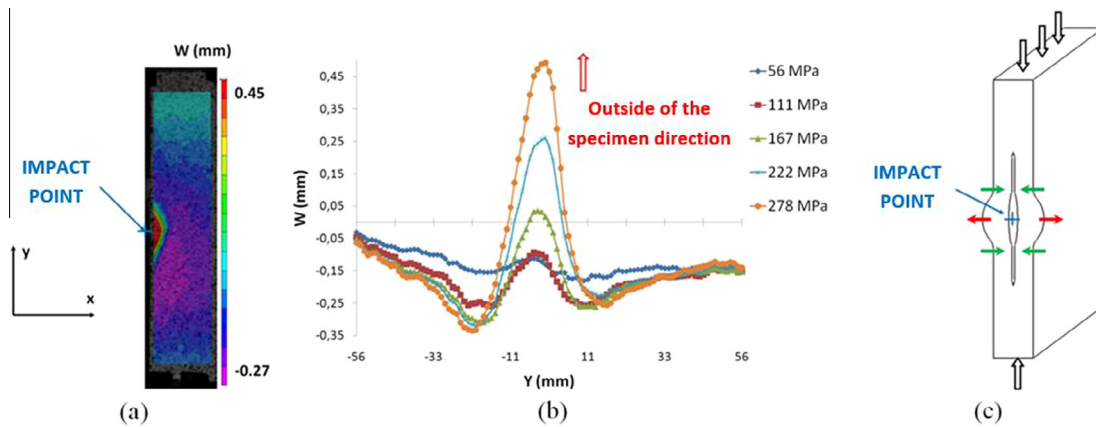 W (mm)
0.45
-0.27
IMPACT
POINT
y
x
(a)
W (mm)
0,45
0,35
0,25
0,15
0,05
-0,05
-0,15
-0,25
-0,35
-56
-33
-11
11
33
56
Y (mm)
Outside of the
specimen direction
56 MPa
111 MPa
167 MPa
222 MPa
278 MPa
(b)
IMPACT
POINT
(c)